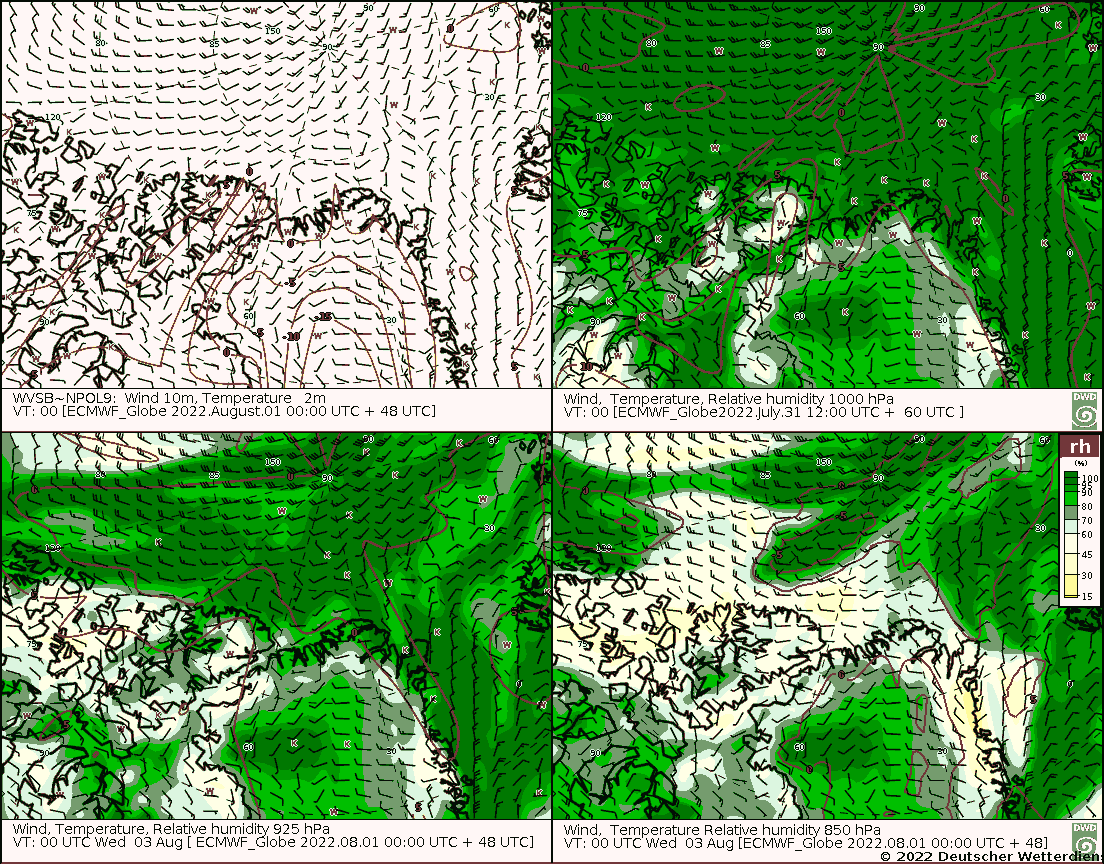 WVSB~NPOL9:  Wind 10m, Temperature   2m
VT: 00 [ECMWF_Globe 2022.August.01 00:00 UTC + 48 UTC]
Wind,  Temperature, Relative humidity 1000 hPa
VT: 00 [ECMWF_Globe2022.July.31 12:00 UTC +  60 UTC ]
DWD
rh
(%)
100
95
90
80
70
60
45
30
15
Wind, Temperature, Relative humidity 925 hPa
VT: 00 UTC Wed  03 Aug [ ECMWF_Globe 2022.08.01 00:00 UTC + 48 UTC]
Wind,  Temperature Relative humidity 850 hPa
VT: 00 UTC Wed  03 Aug [ECMWF_Globe 2022.08.01 00:00 UTC + 48]
DWD
© 2022 Deutscher Wetterdien